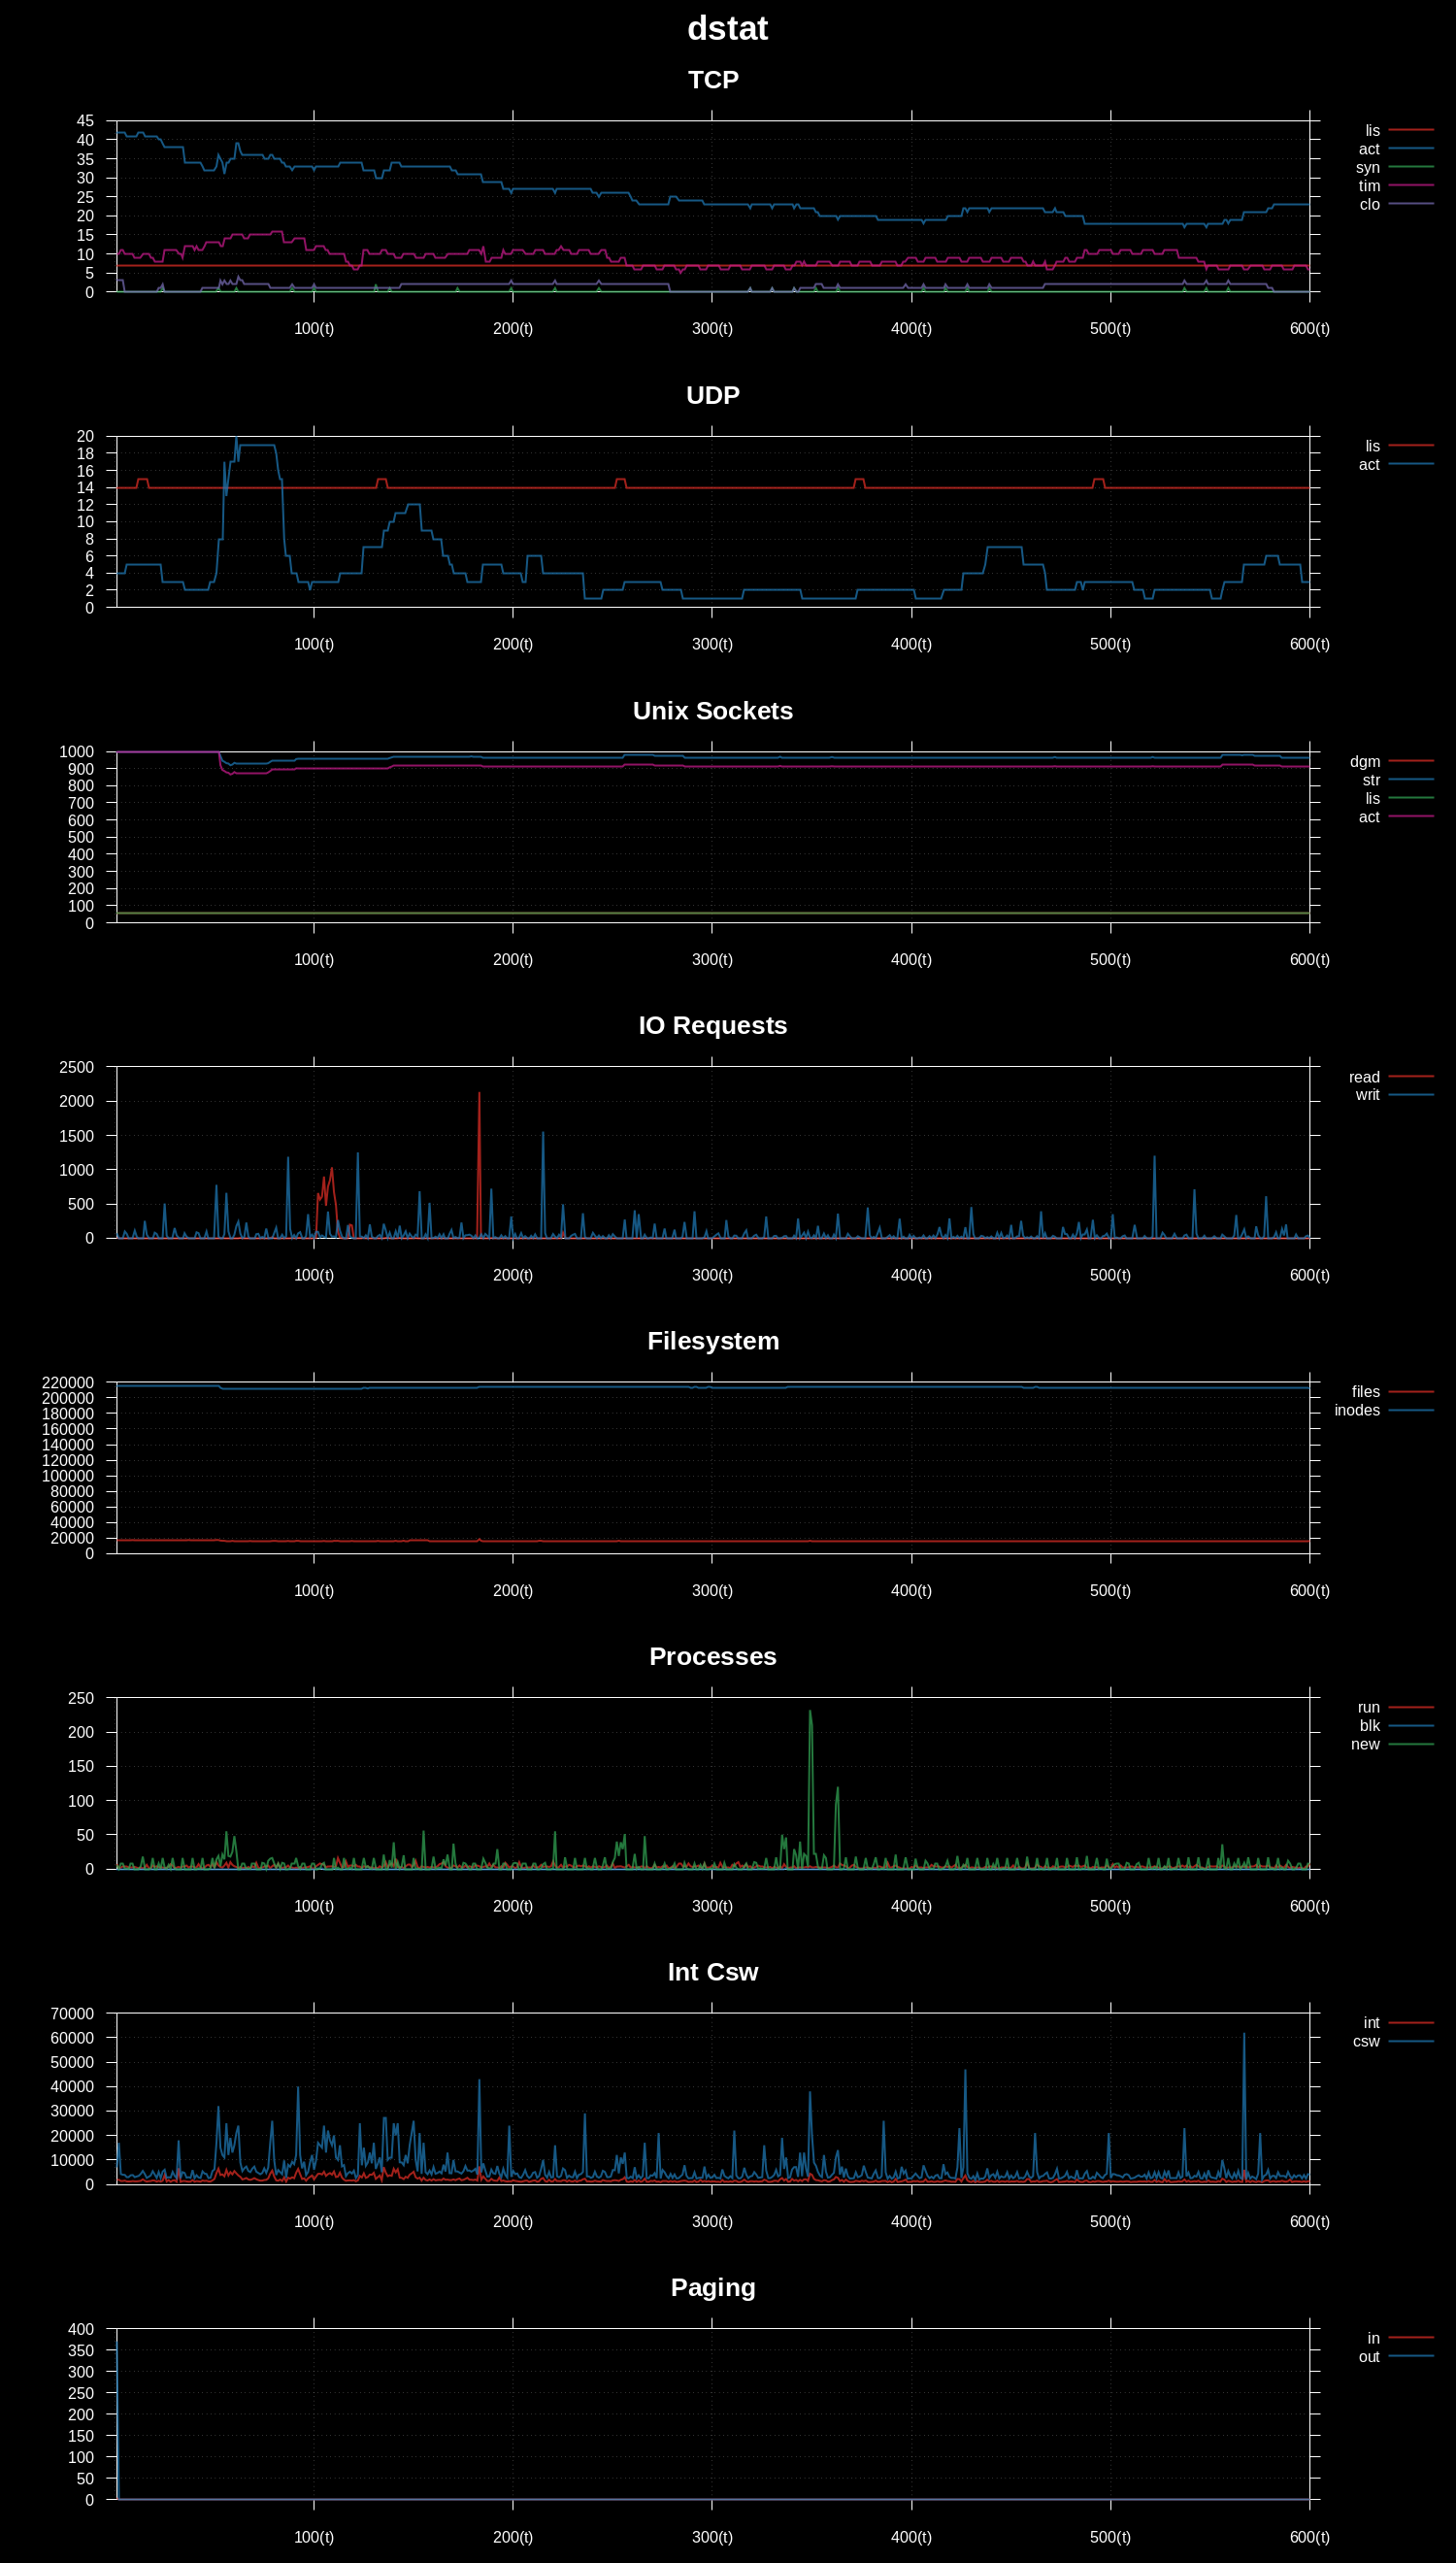 dstat
TCP
45
40
35
30
25
20
15
10
5
0
lis
act
syn
tim
clo
100(t) 200(t) 300(t) 400(t) 500(t) 600(t)
UDP
20
18
16
14
12
10
8
6
4
2
0
lis
act
100(t) 200(t) 300(t) 400(t) 500(t) 600(t)
Unix Sockets
1000
900
800
700
600
500
400
300
200
100
0
dgm
str
lis
act
100(t) 200(t) 300(t) 400(t) 500(t) 600(t)
IO Requests
2500
2000
1500
1000
500
0
read
writ
100(t) 200(t) 300(t) 400(t) 500(t) 600(t)
Filesystem
220000
200000
180000
160000
140000
120000
100000
80000
60000
40000
20000
0
files
inodes
100(t) 200(t) 300(t) 400(t) 500(t) 600(t)
Processes
250
200
150
100
50
0
run
blk
new
100(t) 200(t) 300(t) 400(t) 500(t) 600(t)
Int Csw
70000
60000
50000
40000
30000
20000
10000
0
int
csw
100(t) 200(t) 300(t) 400(t) 500(t) 600(t)
Paging
400
350
300
250
200
150
100
50
0
in
out
100(t) 200(t) 300(t) 400(t) 500(t) 600(t)